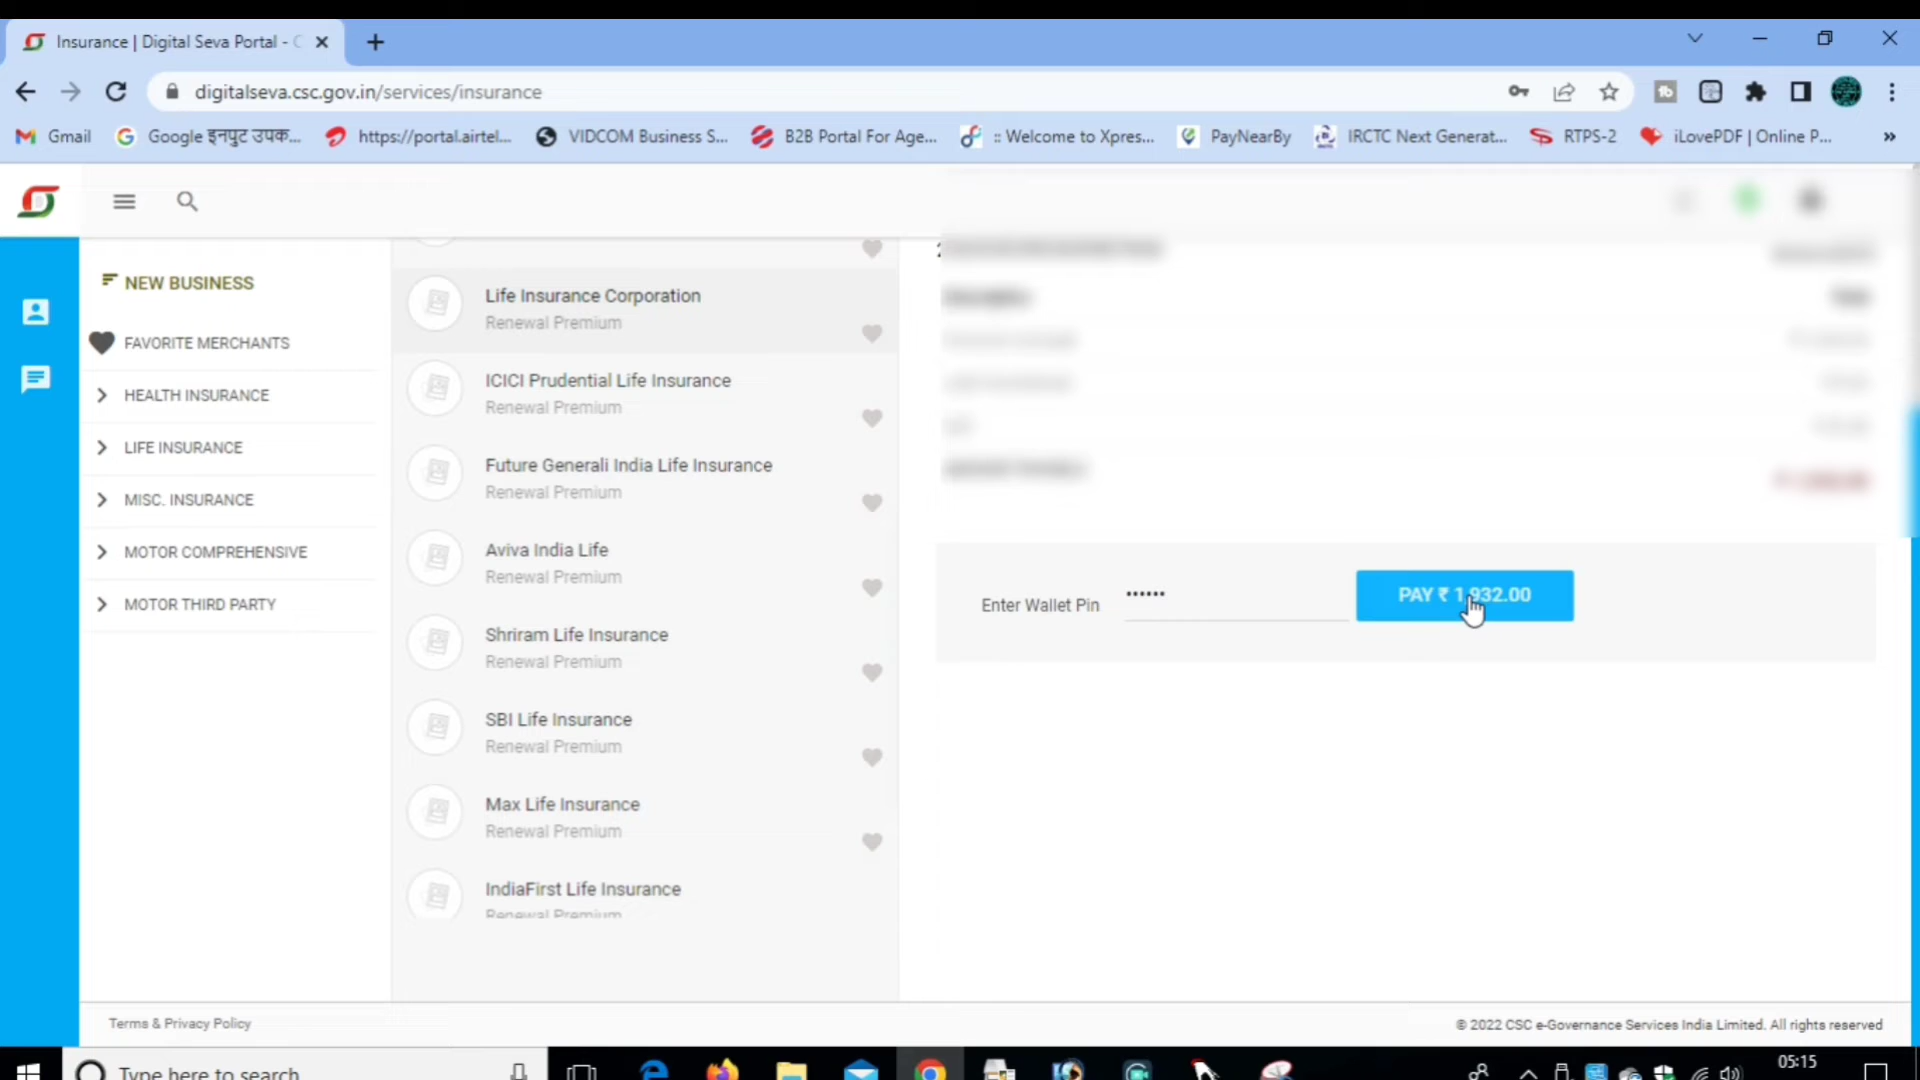 Insurance | Digital Seva Portal - C
digitalseva.csc.gov.in/services/insurance
Gmail
Google इनपुट उपक...
https://portal.airtel...
VIDCOM Business S...
B2B Portal For Age...
:: Welcome to Xpres...
PayNearBy
IRCTC Next Generat...
RTPS-2
iLovePDF | Online P...
»
NEW BUSINESS
FAVORITE MERCHANTS
HEALTH INSURANCE
LIFE INSURANCE
MISC. INSURANCE
MOTOR COMPREHENSIVE
MOTOR THIRD PARTY
Life Insurance Corporation
Renewal Premium
ICICI Prudential Life Insurance
Renewal Premium
Future Generali India Life Insurance
Renewal Premium
Aviva India Life
Renewal Premium
Shriram Life Insurance
Renewal Premium
SBI Life Insurance
Renewal Premium
Max Life Insurance
Renewal Premium
IndiaFirst Life Insurance
Renewal Premium
Enter Wallet Pin
••••••
PAY ₹ 1,932.00
Terms & Privacy Policy
© 2022 CSC e-Governance Services India Limited. All rights reserved
Type here to search
05:15